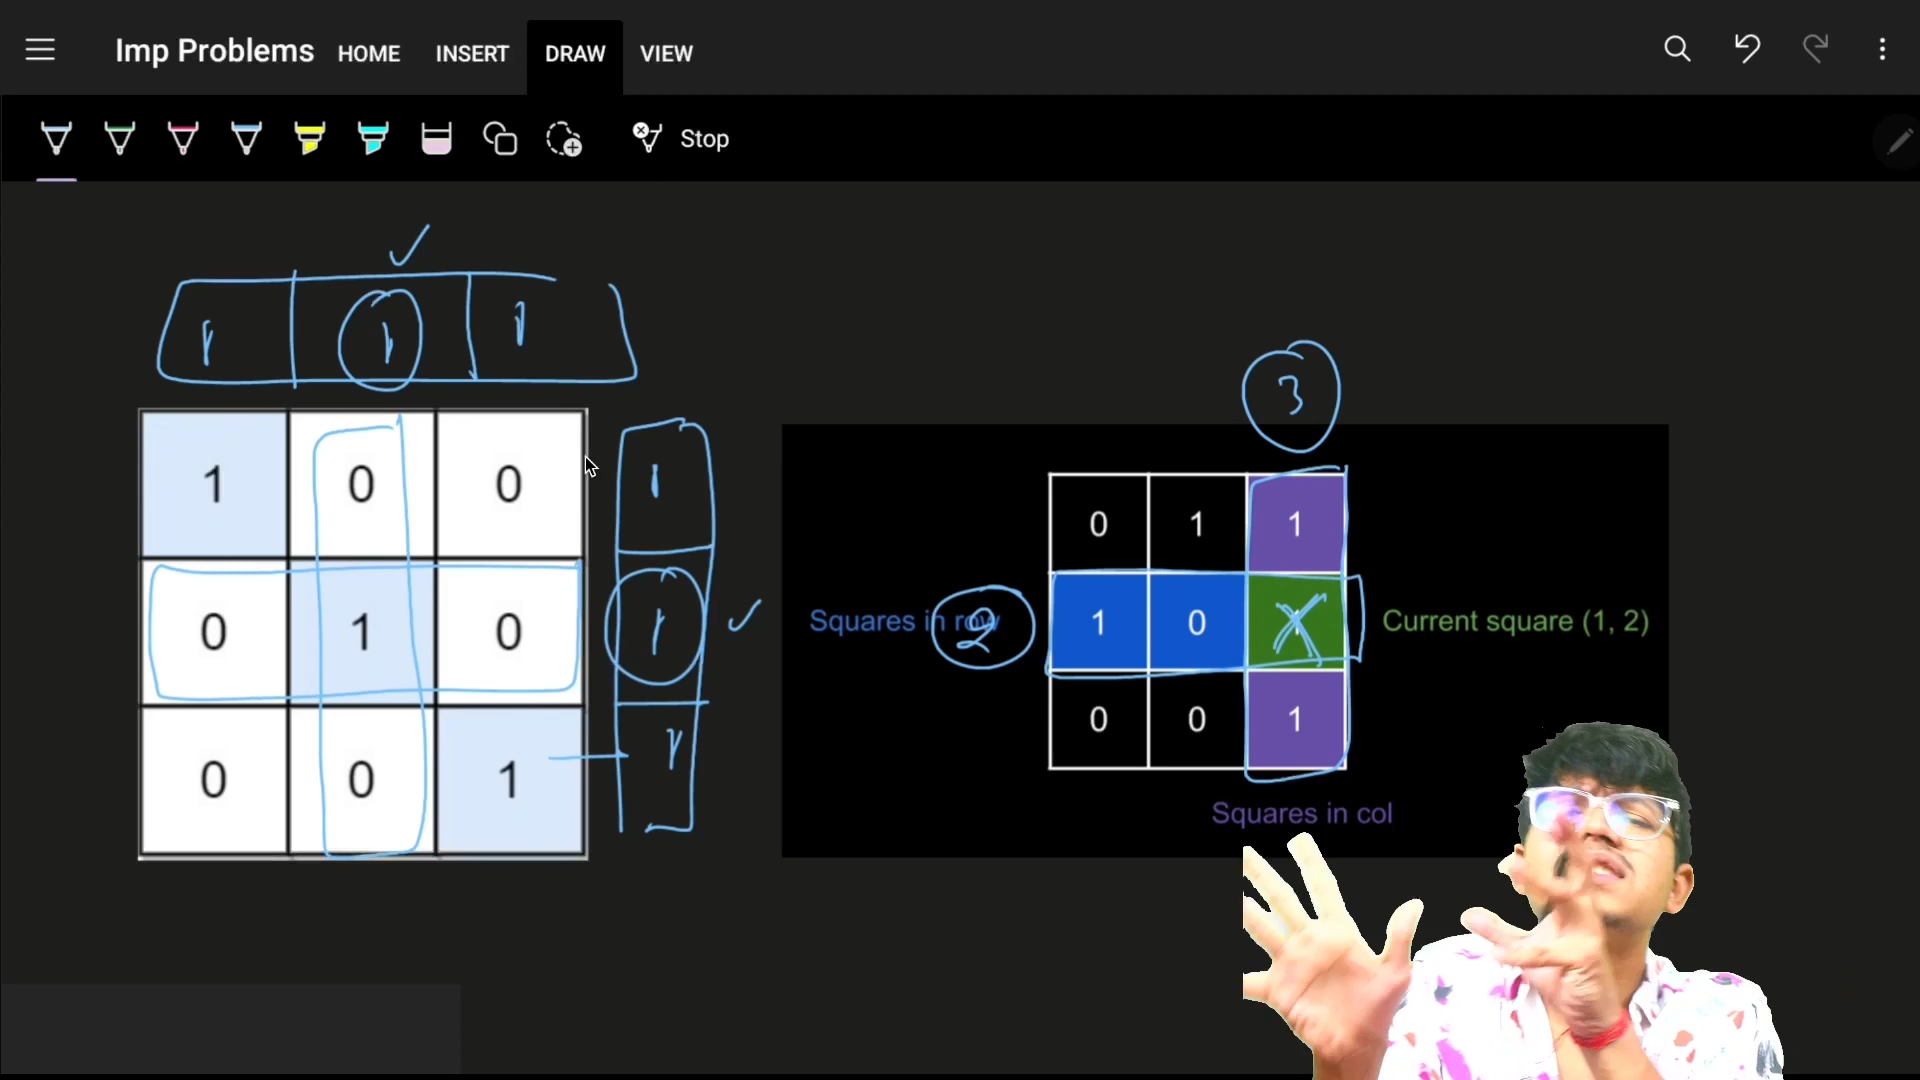 Imp Problems HOME INSERT DRAW VIEW
Stop
1 1 1
3
1 0 0
0 1 0
0 0 1
1
1
1
0 1 1
Squares in row 2 1 0 1 Current square (1, 2)
0 0 1
Squares in col